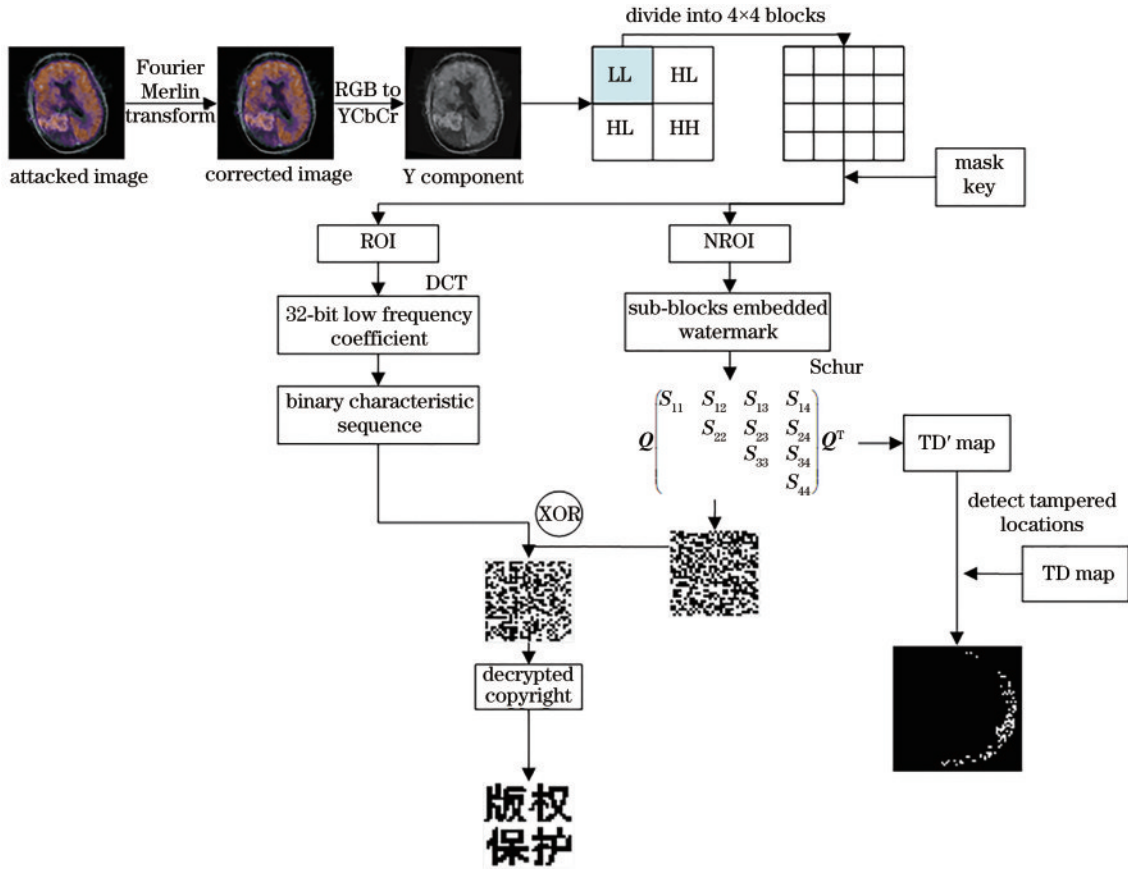 divide into 4×4 blocks
Fourier
Merlin
transform
RGB to
YCbCr
LL
HL
HL
HH
attacked image
corrected image
Y component
mask
key
ROI
NROI
DCT
32-bit low frequency
coefficient
sub-blocks embedded
watermark
Schur
binary characteristic
sequence
Q
S11 S12 S13 S14
S22 S23 S24
S33 S34
S44
Q^T
TD′ map
detect tampered
locations
XOR
TD map
decrypted
copyright
版权
保护